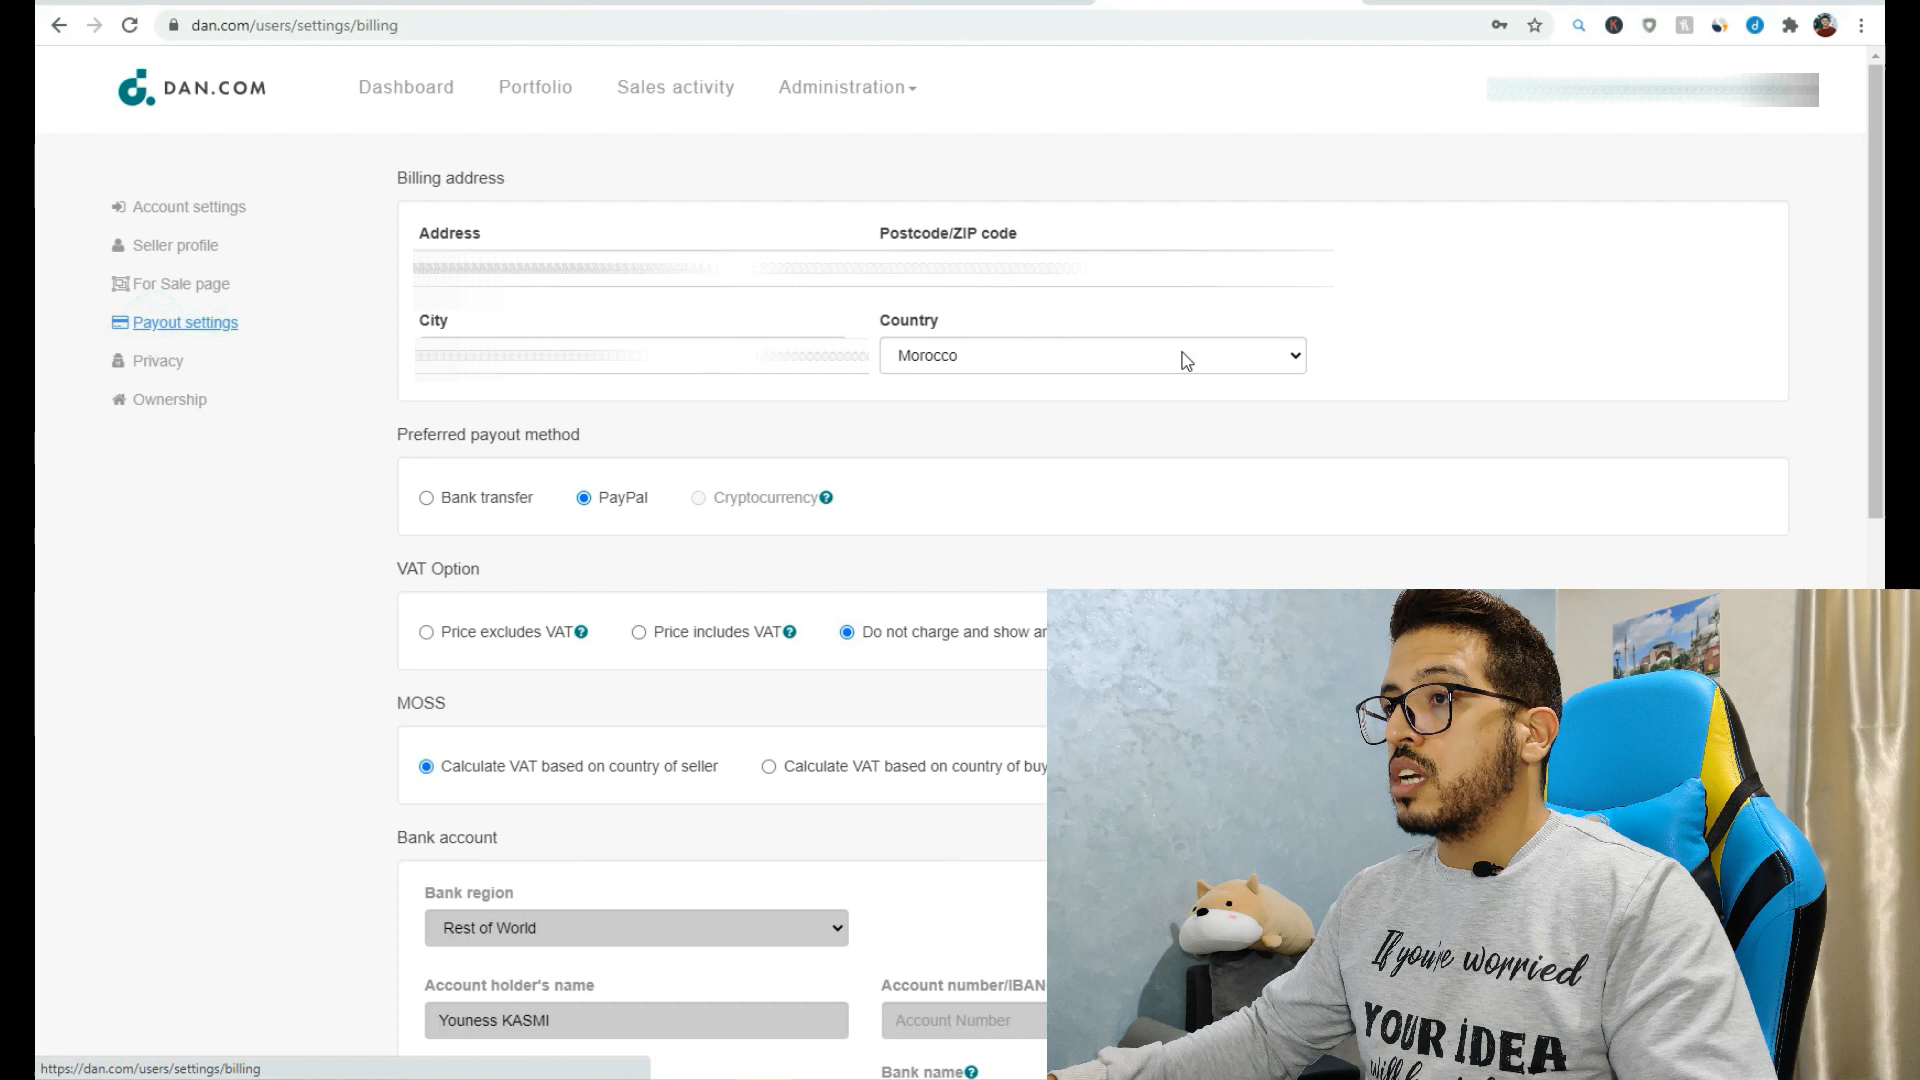 dan.com/users/settings/billing
DAN.COM
Dashboard
Portfolio
Sales activity
Administration
Account settings
Seller profile
For Sale page
Payout settings
Privacy
Ownership
Billing address
Address
Postcode/ZIP code
City
Country
Morocco
Preferred payout method
Bank transfer
PayPal
Cryptocurrency
VAT Option
Price excludes VAT
Price includes VAT
Do not charge and show
MOSS
Calculate VAT based on country of seller
Calculate VAT based on country of
Bank account
Bank region
Rest of World
Account holder's name
Account number/IBAN
Youness KASMI
Account Number
Bank name
https://dan.com/users/settings/billing
If you're worried
YOUR IDEA